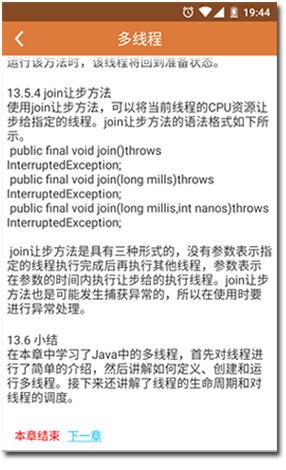 19:44
多线程
运行该方法时，该线程将回到准备状态。
13.5.4 join让步方法
使用join让步方法，可以将当前线程的CPU资源让
步给指定的线程。join让步方法的语法格式如下所
示。
public final void join()throws
InterruptedException;
public final void join(long mills)throws
InterruptedException;
public final void join(long millis,int nanos)throws
InterruptedException;
join让步方法是具有三种形式的，没有参数表示指
定的线程执行完成后再执行其他线程，参数表示
在参数的时间内执行让步给的执行线程。join让步
方法也是可能发生捕获异常的，所以在使用时要
进行异常处理。
13.6 小结
在本章中学习了Java中的多线程，首先对线程进
行了简单的介绍，然后讲解如何定义、创建和运
行多线程。接下来还讲解了线程的生命周期和对
线程的调度。
本章结束 下一章